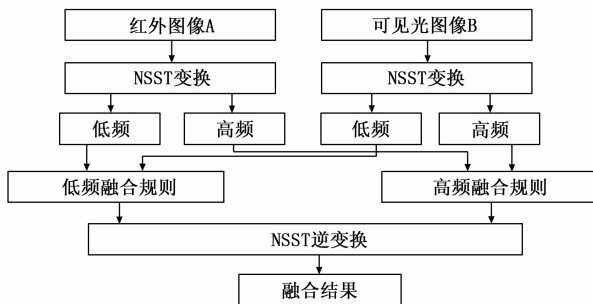 红外图像A
可见光图像B
NSST变换
NSST变换
低频
高频
低频
高频
低频融合规则
高频融合规则
NSST逆变换
融合结果